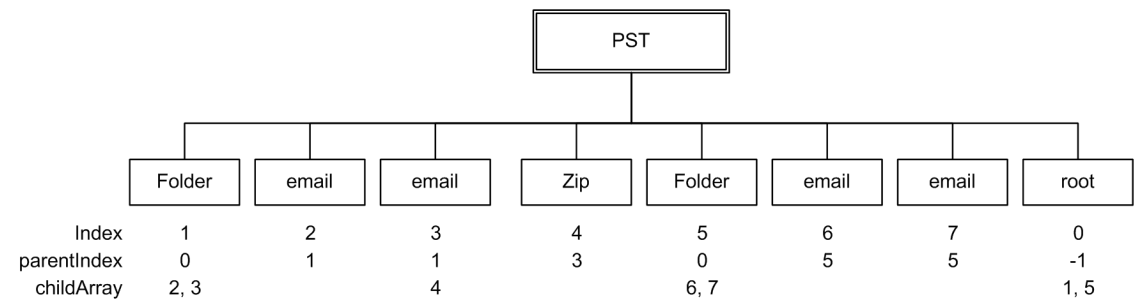 PST
Folder email email Zip Folder email email root
Index 1 2 3 4 5 6 7 0
parentIndex 0 1 1 3 0 5 5 -1
childArray 2, 3 4 6, 7 1, 5